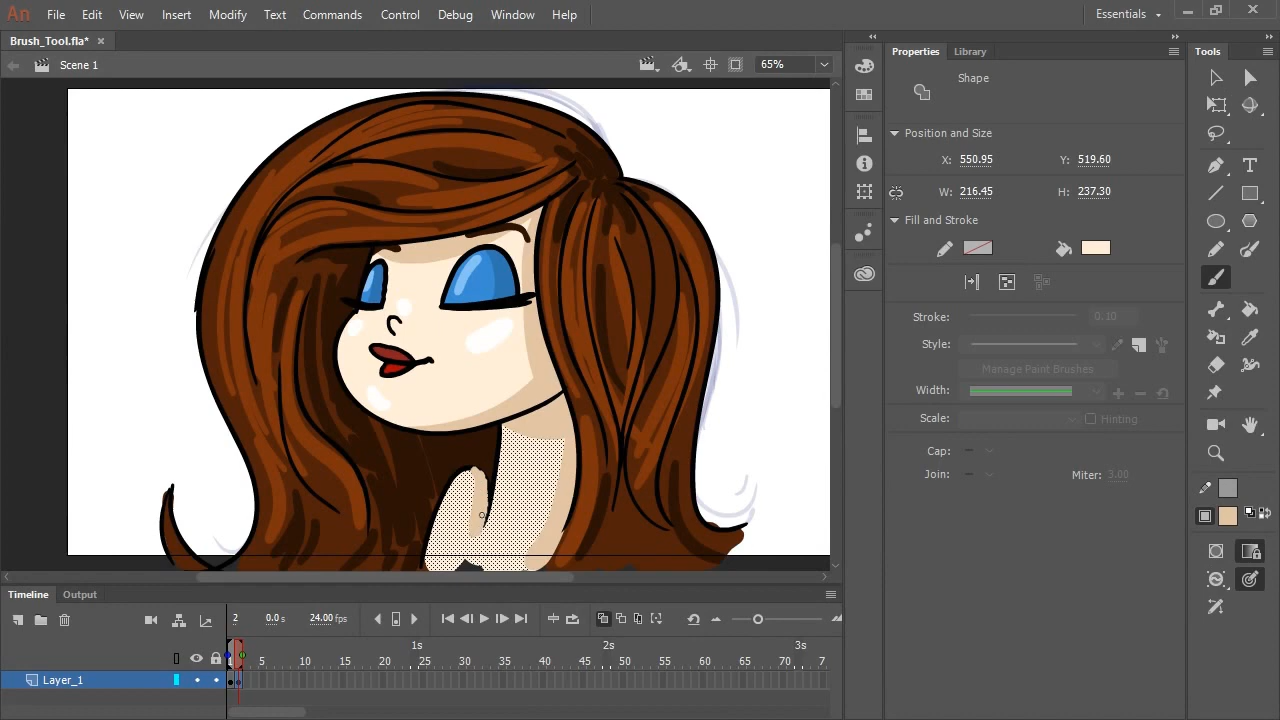 An File Edit View Insert Modify Text Commands Control Debug Window Help Essentials
Brush_Tool.fla* Properties Library Tools
Scene 1 65%
Shape
Position and Size
X: 550.95 Y: 519.60
W: 216.45 H: 237.30
Fill and Stroke
Stroke: 0.10
Style:
Manage Paint Brushes
Width:
Scale: Hinting
Cap:
Join: Miter: 3.00
Timeline Output
2 0.0 s 24.00 fps
1s 2s 3s
1 5 10 15 20 25 30 35 40 45 50 55 60 65 70 7
Layer_1